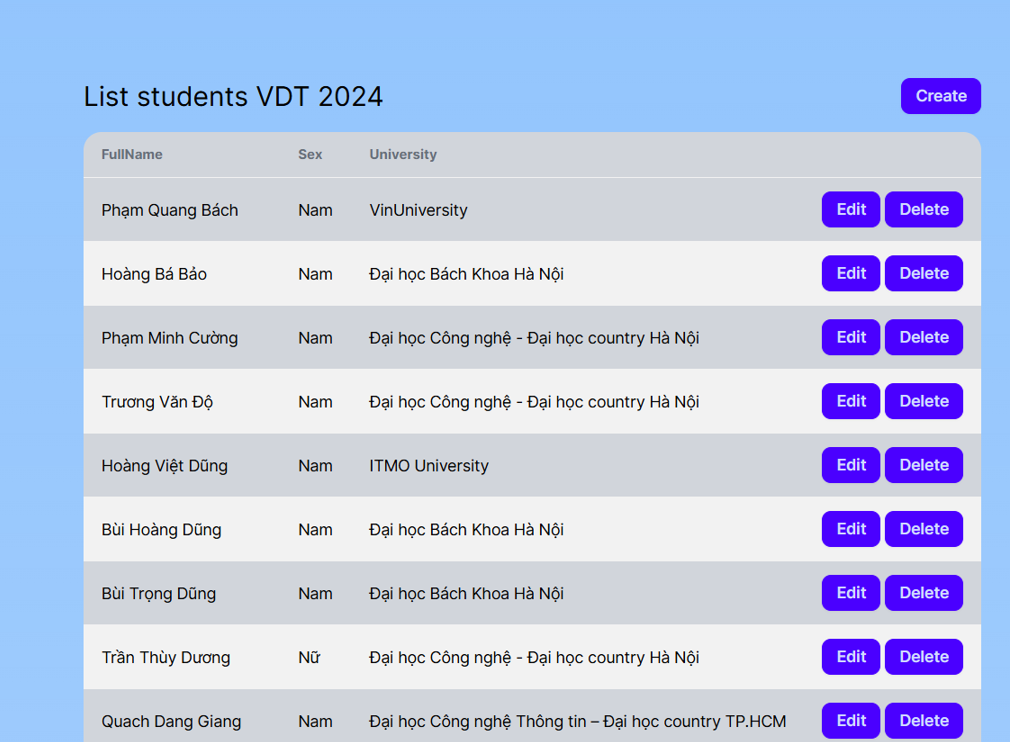 List students VDT 2024 Create
FullName Sex University
Phạm Quang Bách Nam VinUniversity Edit Delete
Hoàng Bá Bảo Nam Đại học Bách Khoa Hà Nội Edit Delete
Phạm Minh Cường Nam Đại học Công nghệ - Đại học country Hà Nội Edit Delete
Trương Văn Độ Nam Đại học Công nghệ - Đại học country Hà Nội Edit Delete
Hoàng Việt Dũng Nam ITMO University Edit Delete
Bùi Hoàng Dũng Nam Đại học Bách Khoa Hà Nội Edit Delete
Bùi Trọng Dũng Nam Đại học Bách Khoa Hà Nội Edit Delete
Trần Thùy Dương Nữ Đại học Công nghệ - Đại học country Hà Nội Edit Delete
Quach Dang Giang Nam Đại học Công nghệ Thông tin – Đại học country TP.HCM Edit Delete